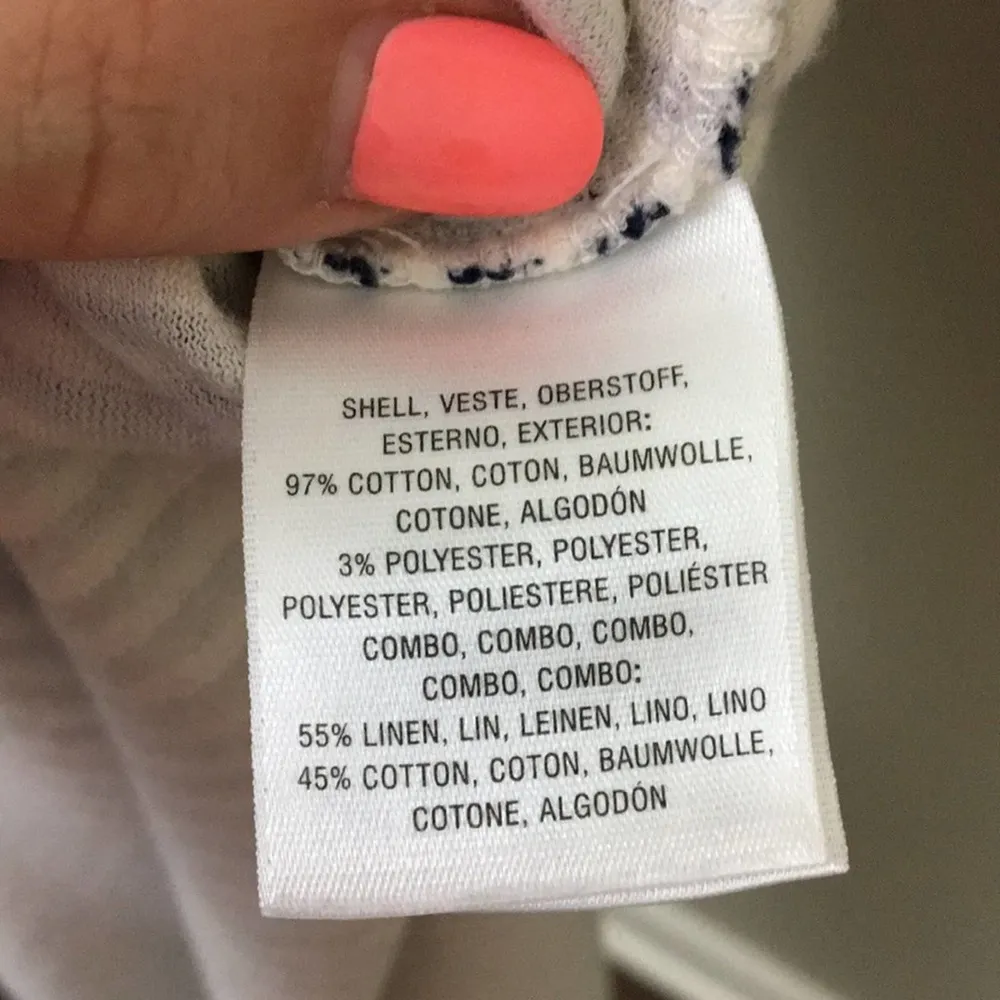 SHELL, VESTE, OBERSTOFF,
ESTERNO, EXTERIOR:
97% COTTON, COTON, BAUMWOLLE,
COTONE, ALGODÓN
3% POLYESTER, POLYESTER,
POLYESTER, POLIESTERE, POLIÉSTER
COMBO, COMBO, COMBO,
COMBO, COMBO:
55% LINEN, LIN, LEINEN, LINO, LINO
45% COTTON, COTON, BAUMWOLLE,
COTONE, ALGODÓN